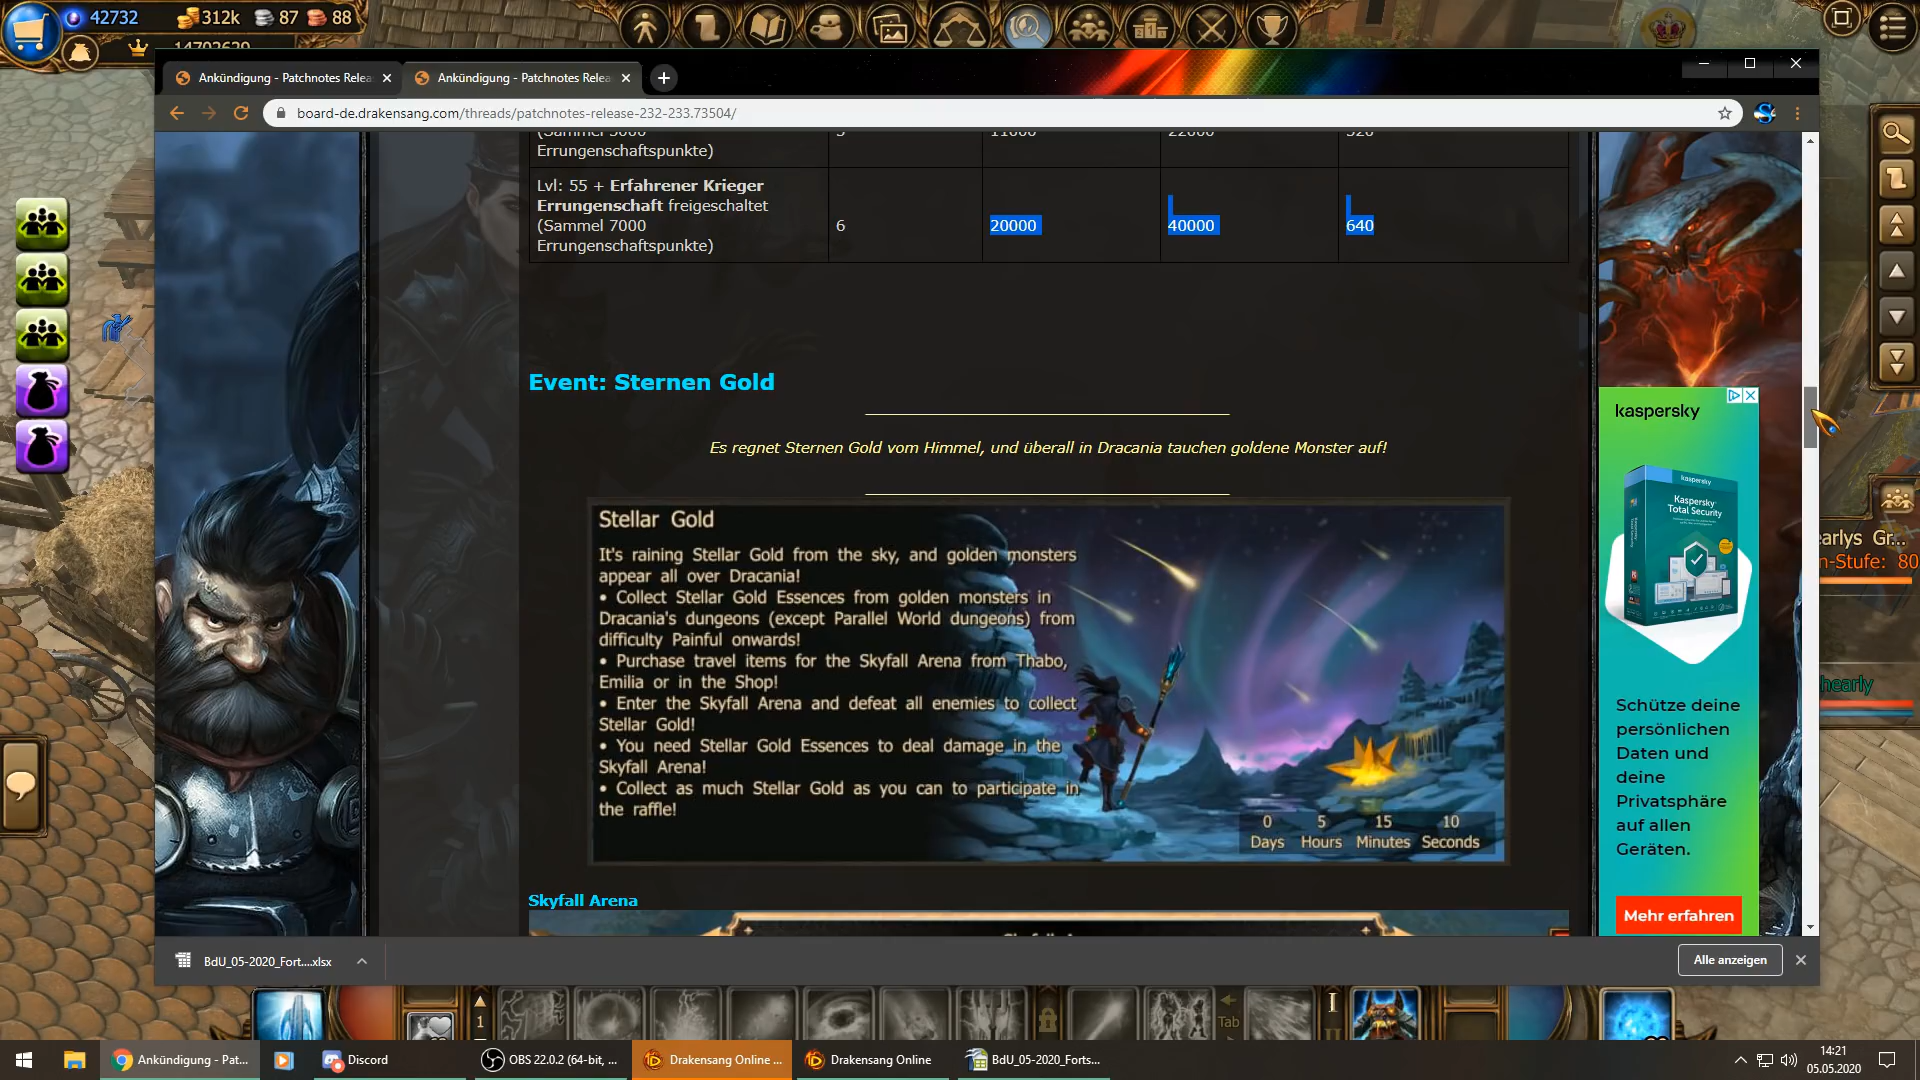 42732
312k
87
88
Ankündigung - Patchnotes Relea
Ankündigung - Patchnotes Relea
board-de.drakensang.com/threads/patchnotes-release-232-233.73504/
Errungenschaftspunkte)
Lvl: 55 + Erfahrener Krieger
Errungenschaft freigeschaltet
(Sammel 7000
Errungenschaftspunkte)
6
20000
40000
640
Event: Sternen Gold
Es regnet Sternen Gold vom Himmel, und überall in Dracania tauchen goldene Monster auf!
Stellar Gold
It's raining Stellar Gold from the sky, and golden monsters
appear all over Dracania!
• Collect Stellar Gold Essences from golden monsters in
Dracania's dungeons (except Parallel World dungeons) from
difficulty Painful onwards!
• Purchase travel items for the Skyfall Arena from Thabo,
Emilia or in the Shop!
• Enter the Skyfall Arena and defeat all enemies to collect
Stellar Gold!
• You need Stellar Gold Essences to deal damage in the
Skyfall Arena!
• Collect as much Stellar Gold as you can to participate in
the raffle!
0 5 15 10
Days Hours Minutes Seconds
Skyfall Arena
kaspersky
kaspersky
Kaspersky
Total Security
Schütze deine
persönlichen
Daten und
deine
Privatsphäre
auf allen
Geräten.
Mehr erfahren
earlys Gr...
n-Stufe: 80
hearly
BdU_05-2020_Fort....xlsx
Alle anzeigen
1
Tab
I
Ankündigung - Pat...
Discord
OBS 22.0.2 (64-bit, ...
Drakensang Online ...
Drakensang Online
BdU_05-2020_Forts...
14:21
05.05.2020